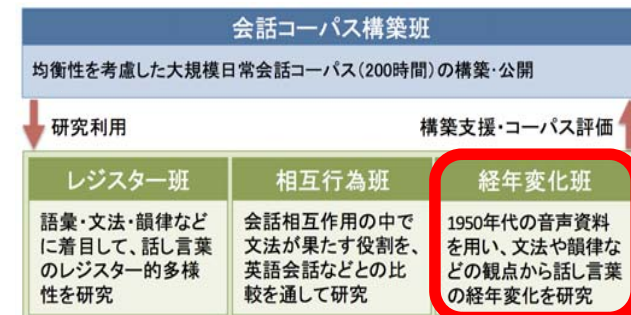 会話コーパス構築班
均衡性を考慮した大規模日常会話コーパス(200時間)の構築・公開
研究利用
構築支援・コーパス評価
レジスター班
語彙・文法・韻律など
に着目して、話し言葉
のレジスター的多様
性を研究
相互行為班
会話相互作用の中で
文法が果たす役割を、
英語会話などとの比
較を通して研究
経年変化班
1950年代の音声資料
を用い、文法や韻律な
どの観点から話し言葉
の経年変化を研究